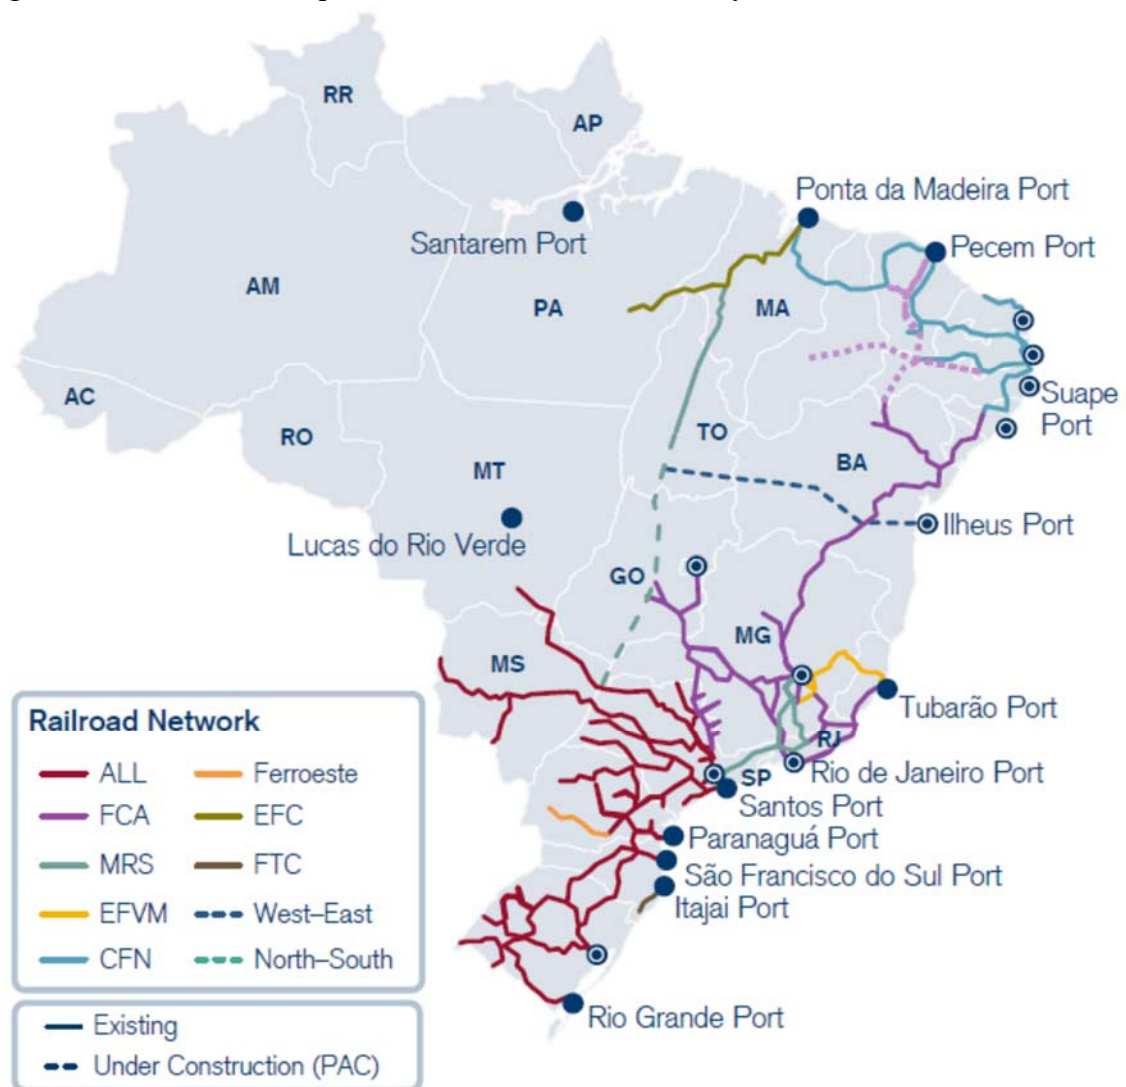 RR
AP
Ponta da Madeira Port
Santarem Port
Pecem Port
AM
PA
MA
AC
Suape
Port
RO
TO
MT
BA
Lucas do Rio Verde
Ilheus Port
GO
MG
MS
Tubarão Port
RJ
Rio de Janeiro Port
SP
Santos Port
Paranaguá Port
São Francisco do Sul Port
Itajai Port
Rio Grande Port
Railroad Network
ALL
Ferroeste
FCA
EFC
MRS
FTC
EFVM
West–East
CFN
North–South
Existing
Under Construction (PAC)